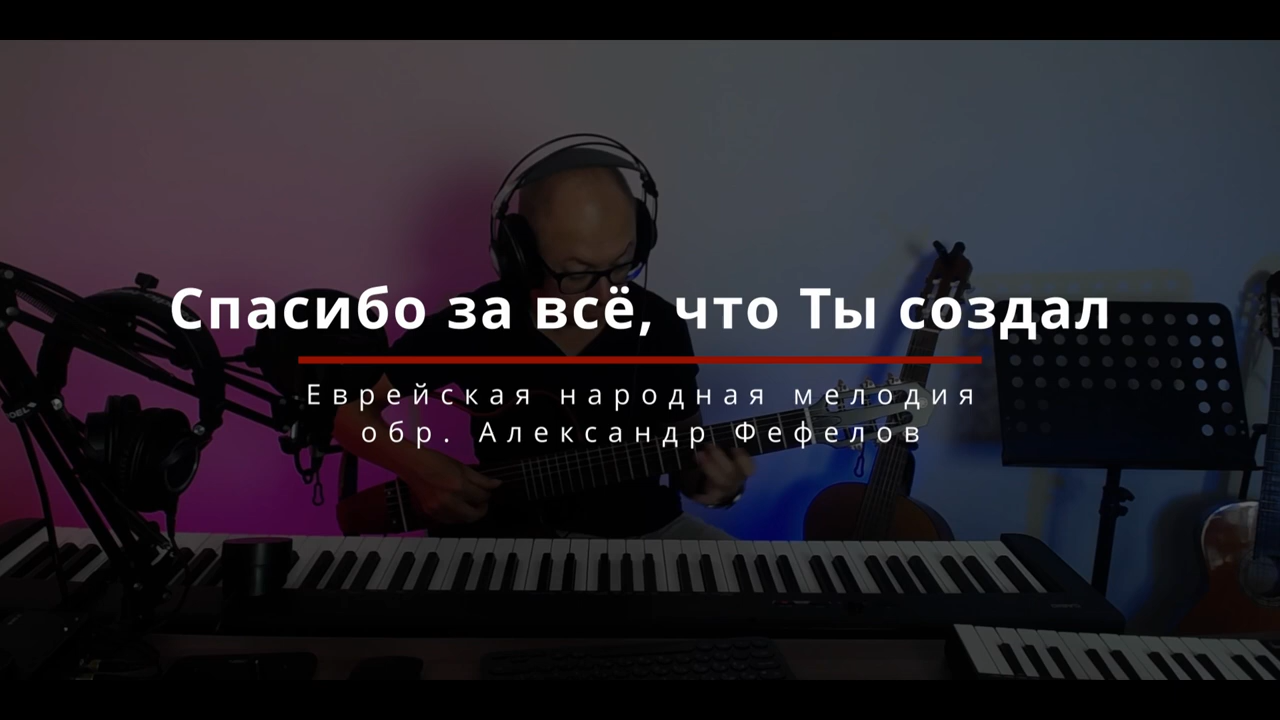 Спасибо за всё, что Ты создал
Еврейская народная мелодия
обр. Александр Фефелов